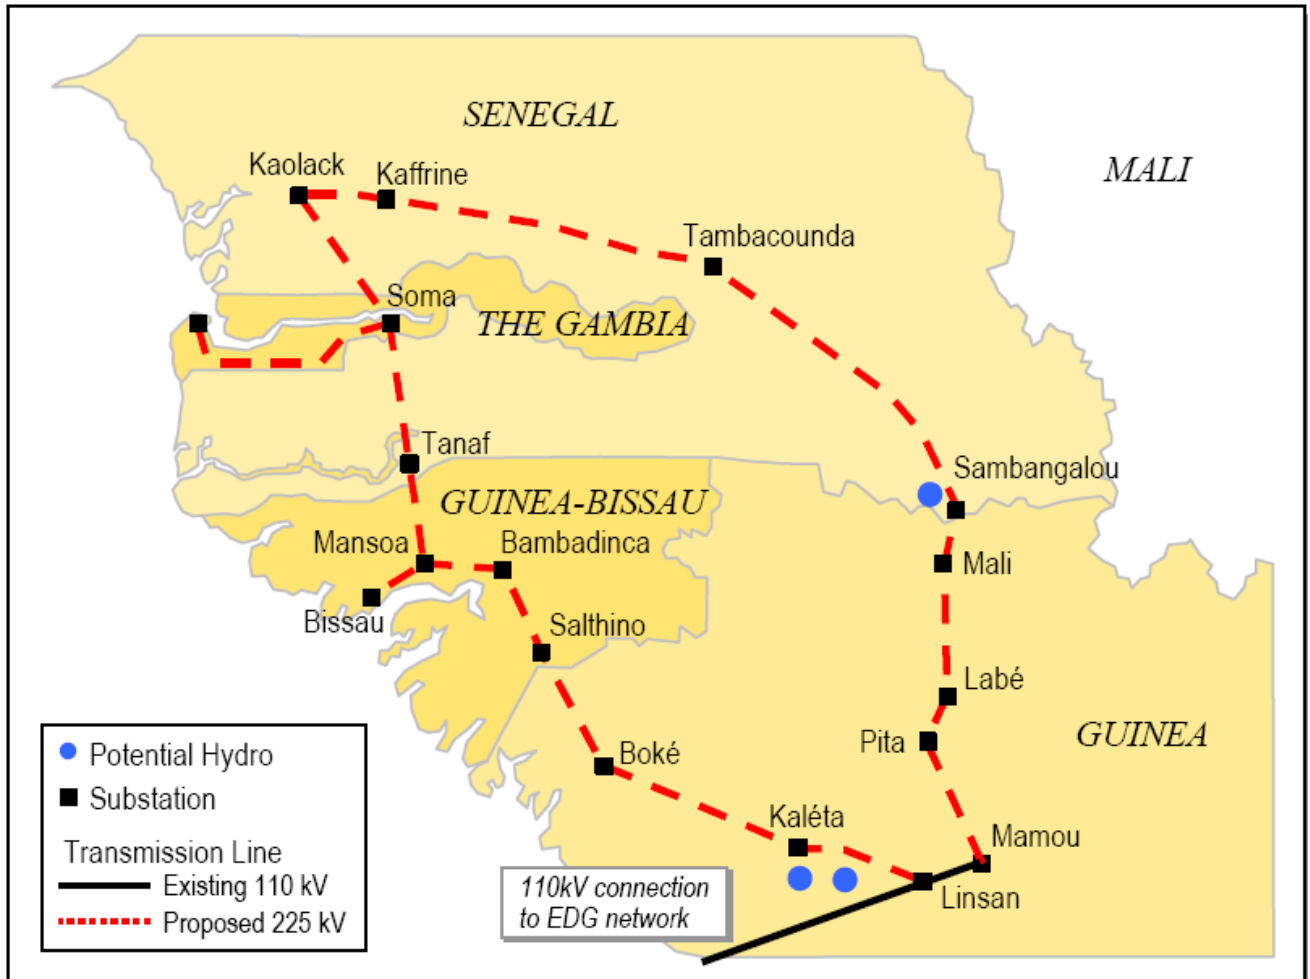 SENEGAL
MALI
Kaolack
Kaffrine
Tambacounda
Soma
THE GAMBIA
Tanaf
Sambangalou
GUINEA-BISSAU
Mansoa
Bambadinca
Mali
Bissau
Salthino
Labé
Pita
GUINEA
Boké
Kaléta
Mamou
Linsan
110kV connection
to EDG network
Potential Hydro
Substation
Transmission Line
Existing 110 kV
Proposed 225 kV